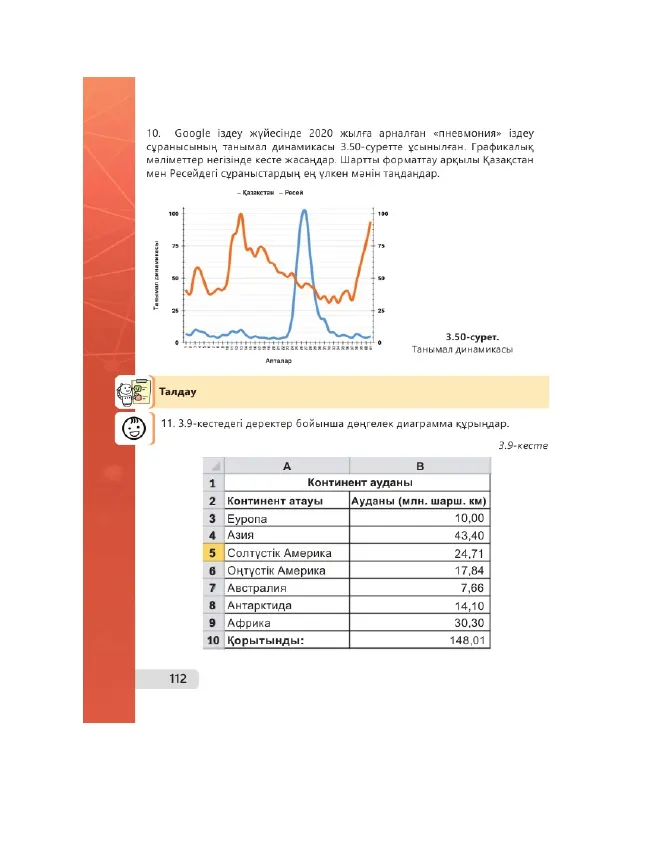 10. Google іздеу жүйесінде 2020 жылға арналған «пневмония» іздеу
сұранысының танымал динамикасы 3.50-суретте ұсынылған. Графикалық
мәліметтер негізінде кесте жасаңдар. Шартты форматтау арқылы Қазақстан
мен Ресейдегі сұраныстардың ең үлкен мәнін таңдаңдар.
– Қазақстан – Ресей
100 100
75 75
50 50
25 25
0 0
Танымал динамикасы
Апталар
3.50-сурет.
Танымал динамикасы
Талдау
11. 3.9-кестедегі деректер бойынша дөңгелек диаграмма құрыңдар.
3.9-кесте
A B
1 Континент ауданы
2 Континент атауы Ауданы (млн. шарш. км)
3 Еуропа 10,00
4 Азия 43,40
5 Солтүстік Америка 24,71
6 Оңтүстік Америка 17,84
7 Австралия 7,66
8 Антарктида 14,10
9 Африка 30,30
10 Қорытынды: 148,01
112